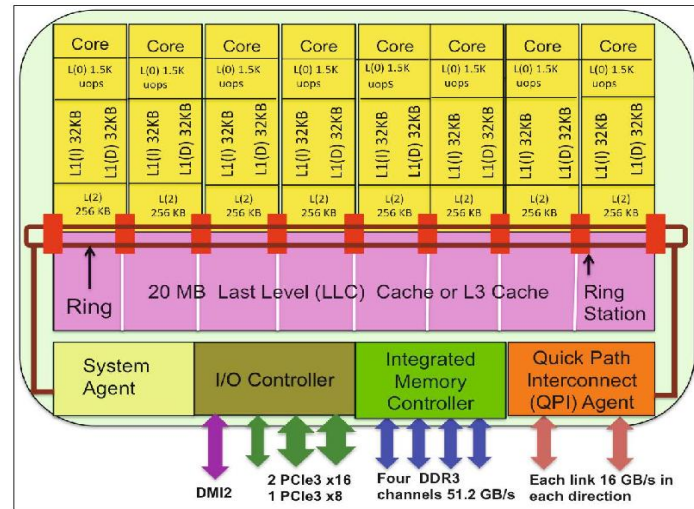 Core Core Core Core Core Core Core Core
L(0) 1.5K L(0) 1.5K L(0) 1.5K L(0) 1.5K L(0) 1.5K L(0) 1.5K L(0) 1.5K L(0) 1.5K
uops uops uops uops uops uops uops uops
L1(I) 32KB L1(D) 32KB L1(I) 32KB L1(D) 32KB L1(I) 32KB L1(D) 32KB L1(I) 32KB L1(D) 32KB L1(I) 32KB L1(D) 32KB L1(I) 32KB L1(D) 32KB L1(I) 32KB L1(D) 32KB L1(I) 32KB L1(D) 32KB
L(2) L(2) L(2) L(2) L(2) L(2) L(2) L(2)
256 KB 256 KB 256 KB 256 KB 256 KB 256 KB 256 KB 256 KB
Ring
20 MB Last Level (LLC) Cache or L3 Cache
Ring
Station
System
Agent
I/O Controller
Integrated
Memory
Controller
Quick Path
Interconnect
(QPI) Agent
DMI2
2 PCIe3 x16
1 PCIe3 x8
Four DDR3
channels 51.2 GB/s
Each link 16 GB/s in
each direction